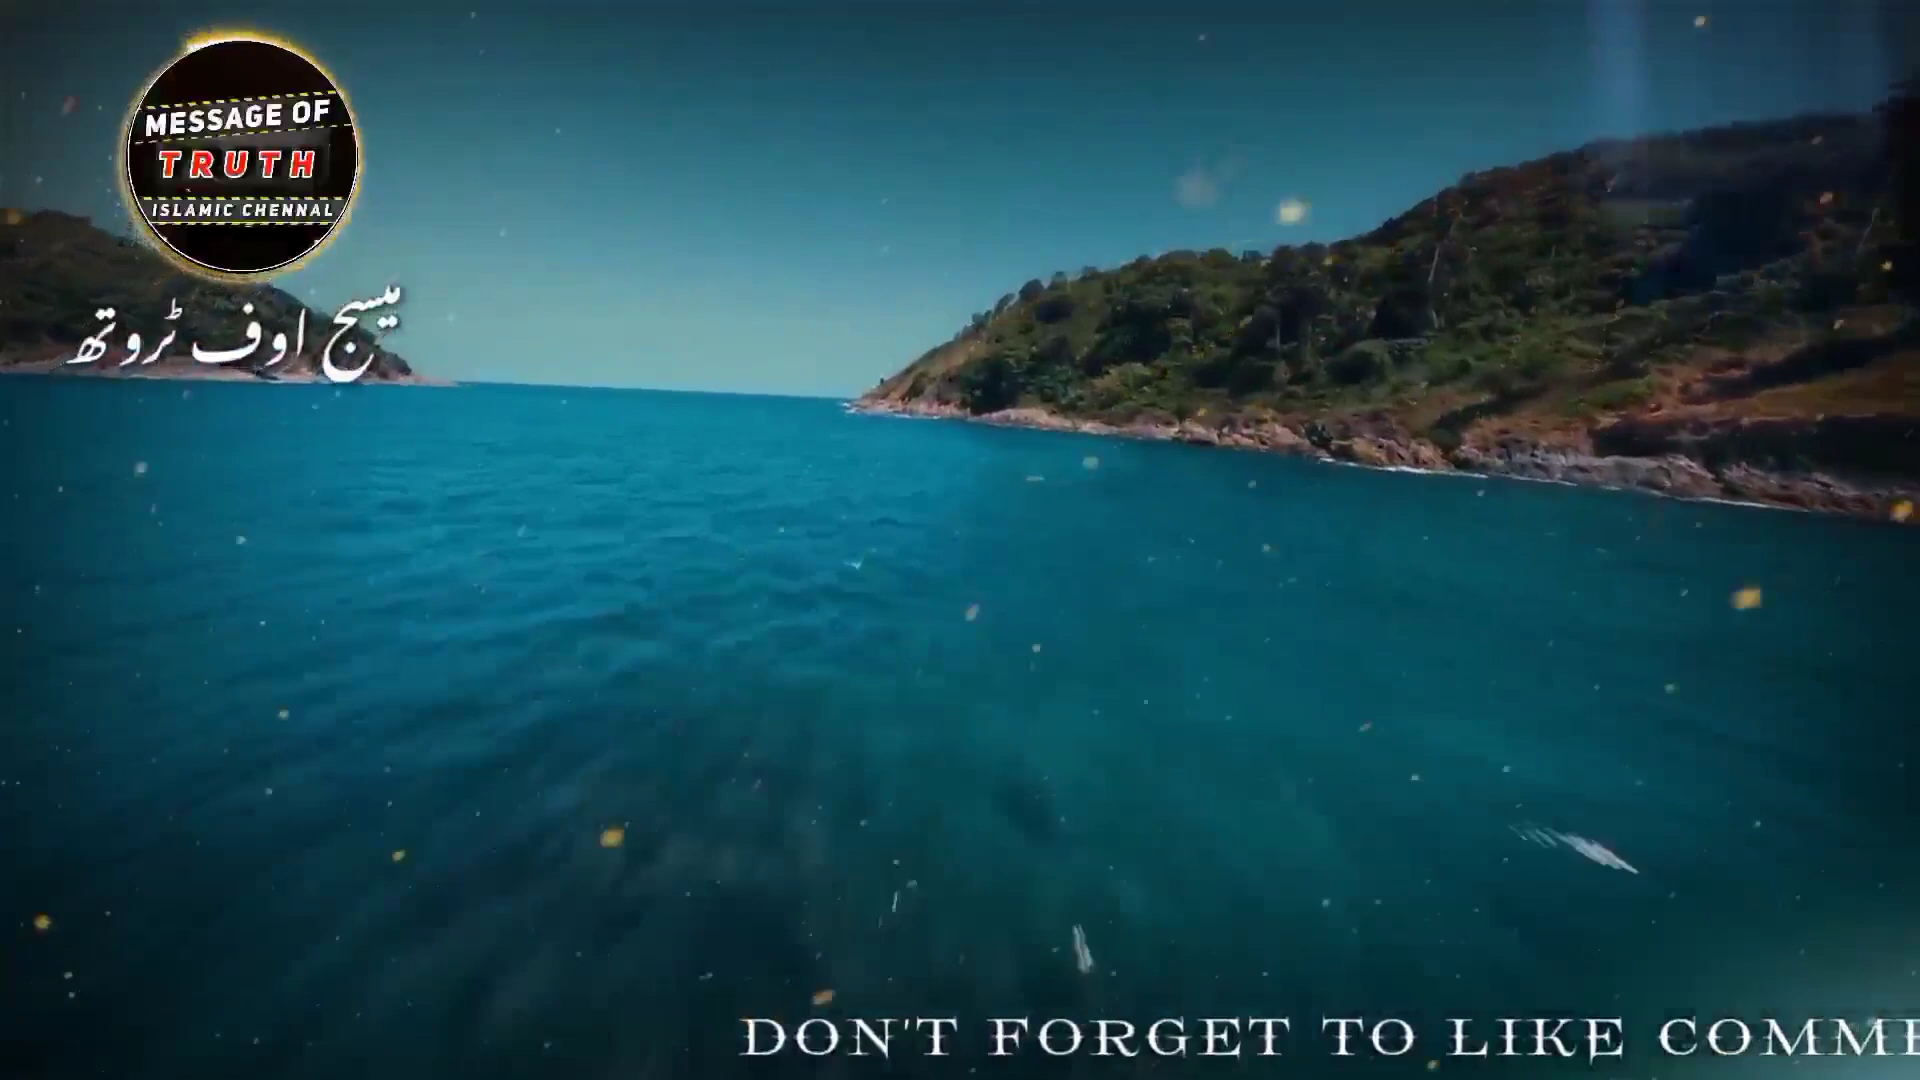 MESSAGE OF
TRUTH
ISLAMIC CHENNAL
میسج اوف ٹروتھ
DON'T FORGET TO LIKE COMME